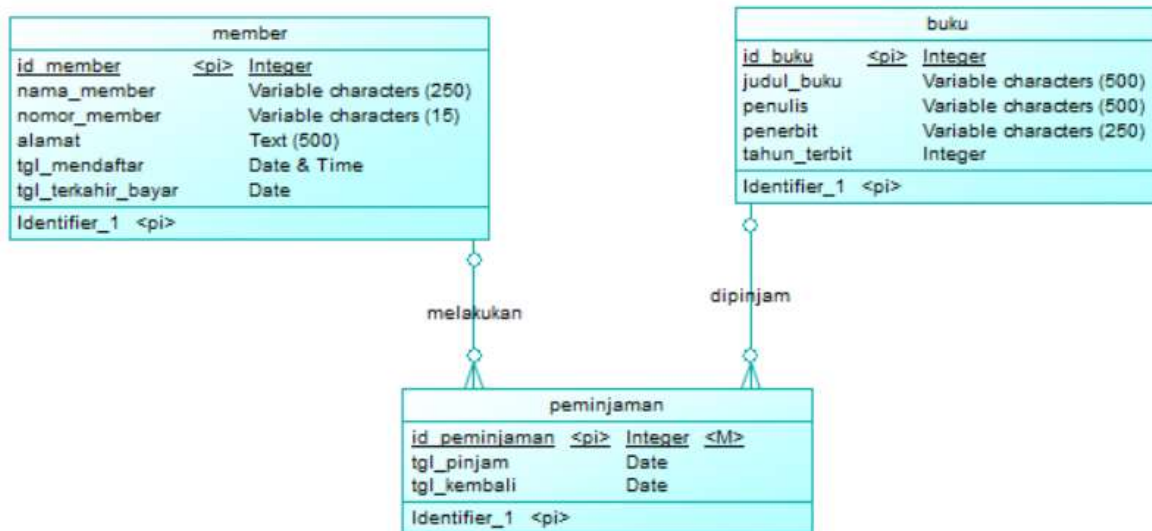 member
id_member <pi> Integer
nama_member Variable characters (250)
nomor_member Variable characters (15)
alamat Text (500)
tgl_mendaftar Date & Time
tgl_terkahir_bayar Date
Identifier_1 <pi>
buku
id_buku <pi> Integer
judul_buku Variable characters (500)
penulis Variable characters (500)
penerbit Variable characters (250)
tahun_terbit Integer
Identifier_1 <pi>
melakukan
dipinjam
peminjaman
id_peminjaman <pi> Integer <M>
tgl_pinjam Date
tgl_kembali Date
Identifier_1 <pi>